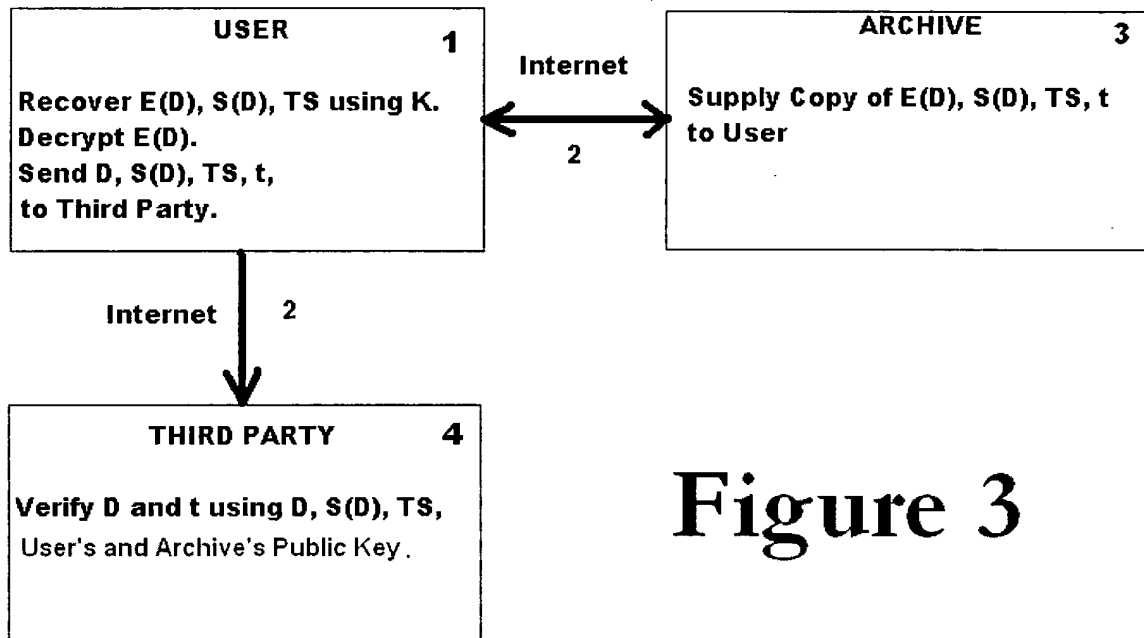 USER 1
Recover E(D), S(D), TS using K.
Decrypt E(D).
Send D, S(D), TS, t,
to Third Party.
Internet
2
ARCHIVE 3
Supply Copy of E(D), S(D), TS, t
to User
Internet 2
THIRD PARTY 4
Verify D and t using D, S(D), TS,
User's and Archive's Public Key.
Figure 3